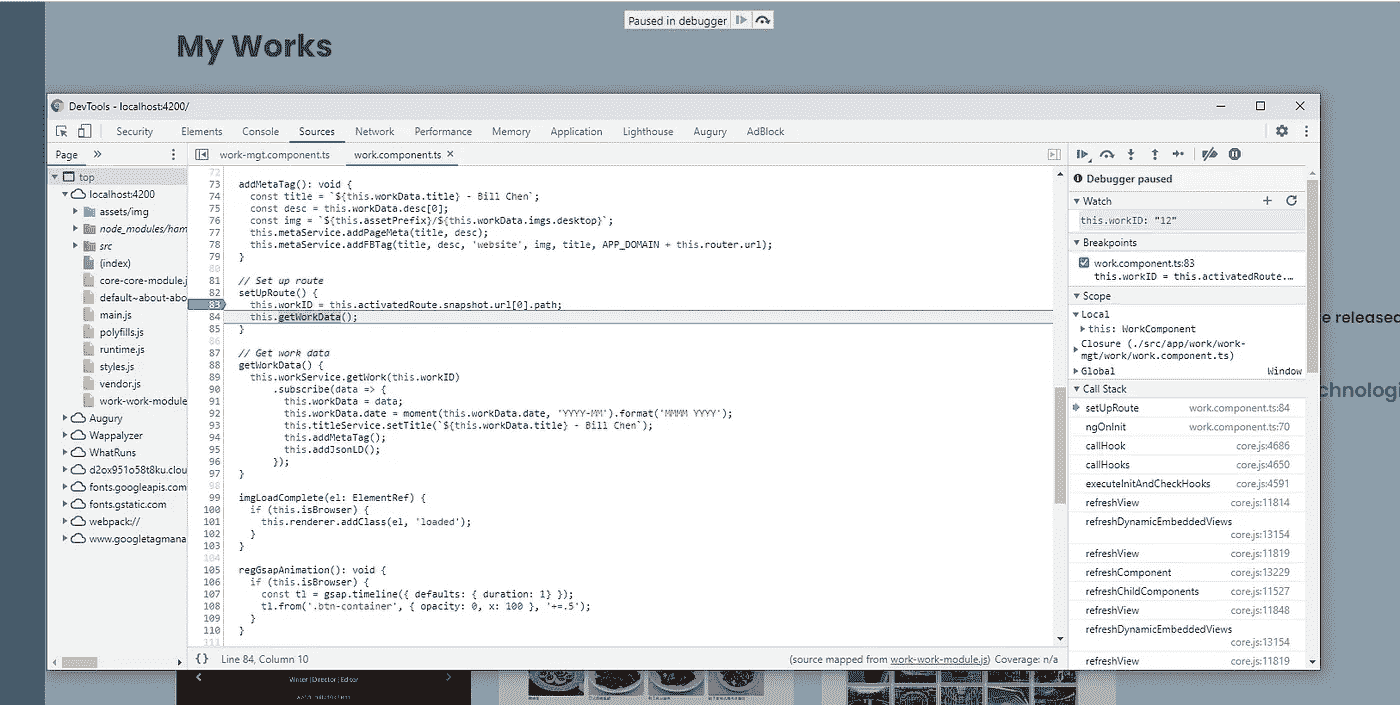 Paused in debugger
My Works
DevTools - localhost:4200/
Security Elements Console Sources Network Performance Memory Application Lighthouse Augury AdBlock
Page »
work-mgt.component.ts work.component.ts ×
top
localhost:4200
assets/img
node_modules/ham
src
(index)
core-core-module.j
default~about-abo
main.js
polyfills.js
runtime.js
styles.js
vendor.js
work-work-module
Augury
Wappalyzer
WhatRuns
d2ox951o58t8ku.clou
fonts.googleapis.com
fonts.gstatic.com
webpack://
www.googletagmana
72
73 addMetaTag(): void {
74 const title = `${this.workData.title} - Bill Chen`;
75 const desc = this.workData.desc[0];
76 const img = `${this.assetPrefix}/${this.workData.imgs.desktop}`;
77 this.metaService.addPageMeta(title, desc);
78 this.metaService.addFBTag(title, desc, 'website', img, title, APP_DOMAIN + this.router.url);
79 }
80
81 // Set up route
82 setUpRoute() {
83 this.workID = this.activatedRoute.snapshot.url[0].path;
84 this.getWorkData();
85 }
86
87 // Get work data
88 getWorkData() {
89 this.workService.getWork(this.workID)
90 .subscribe(data => {
91 this.workData = data;
92 this.workData.date = moment(this.workData.date, 'YYYY-MM').format('MMMM YYYY');
93 this.titleService.setTitle(`${this.workData.title} - Bill Chen`);
94 this.addMetaTag();
95 this.addJsonLD();
96 });
97 }
98
99 imgLoadComplete(el: ElementRef) {
100 if (this.isBrowser) {
101 this.renderer.addClass(el, 'loaded');
102 }
103 }
104
105 regGsapAnimation(): void {
106 if (this.isBrowser) {
107 const tl = gsap.timeline({ defaults: { duration: 1} });
108 tl.from('.btn-container', { opacity: 0, x: 100 }, '+=.5');
109 }
110 }
111
{} Line 84, Column 10
(source mapped from work-work-module.js) Coverage: n/a
Debugger paused
Watch
this.workID: "12"
Breakpoints
work.component.ts:83
this.workID = this.activatedRoute.…
Scope
Local
this: WorkComponent
Closure (./src/app/work/work-
mgt/work/work.component.ts)
Global Window
Call Stack
setUpRoute work.component.ts:84
ngOnInit work.component.ts:70
callHook core.js:4686
callHooks core.js:4650
executeInitAndCheckHooks core.js:4591
refreshView core.js:11814
refreshDynamicEmbeddedViews
core.js:13154
refreshView core.js:11819
refreshComponent core.js:13229
refreshChildComponents core.js:11527
refreshView core.js:11848
refreshDynamicEmbeddedViews
core.js:13154
refreshView core.js:11819
e released
chnologi
Winter | Director | Editor